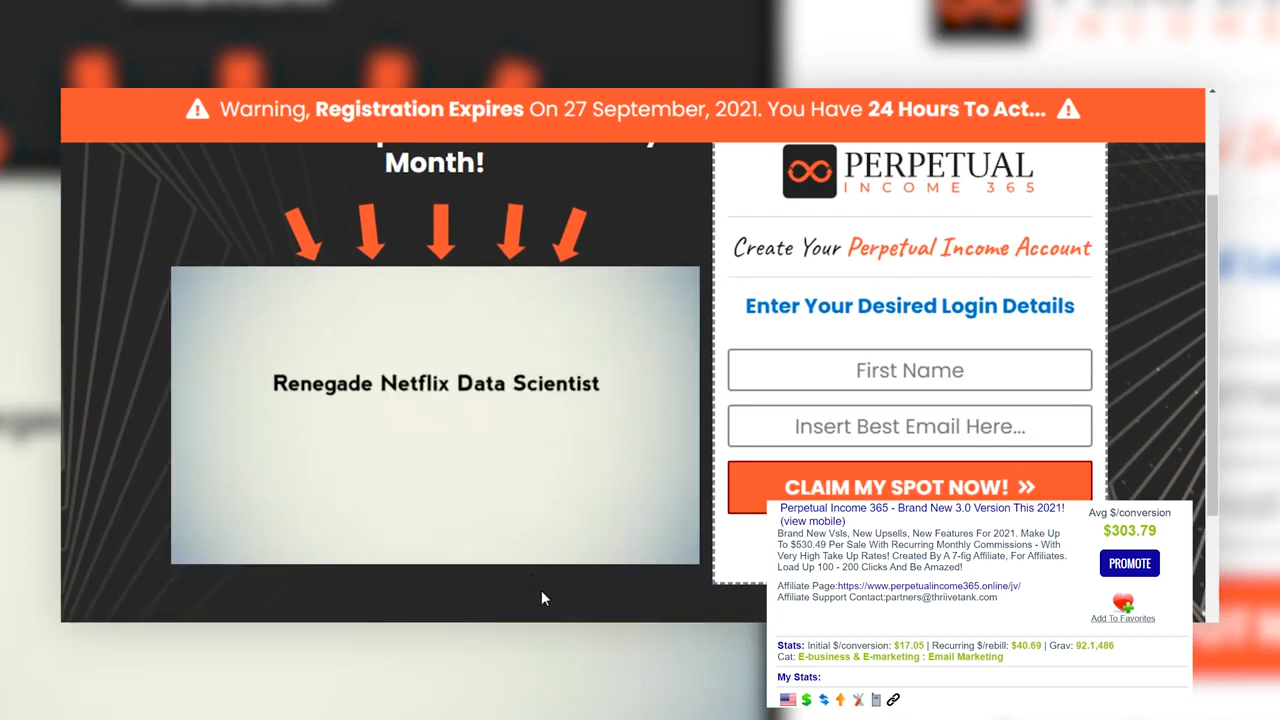 Warning, Registration Expires On 27 September, 2021. You Have 24 Hours To Act...
Month!
PERPETUAL
INCOME 365
Create Your Perpetual Income Account
Enter Your Desired Login Details
First Name
Insert Best Email Here...
CLAIM MY SPOT NOW! »
Renegade Netflix Data Scientist
Perpetual Income 365 - Brand New 3.0 Version This 2021!
(view mobile)
Brand New Vsls, New Upsells, New Features For 2021. Make Up
To $530.49 Per Sale With Recurring Monthly Commissions - With
Very High Take Up Rates! Created By A 7-fig Affiliate, For Affiliates.
Load Up 100 - 200 Clicks And Be Amazed!
Affiliate Page:https://www.perpetualincome365.online/jv/
Affiliate Support Contact:partners@thriivetank.com
Avg $/conversion
$303.79
PROMOTE
Add To Favorites
Stats: Initial $/conversion: $17.05 | Recurring $/rebill: $40.69 | Grav: 92.1,486
Cat: E-business & E-marketing : Email Marketing
My Stats: